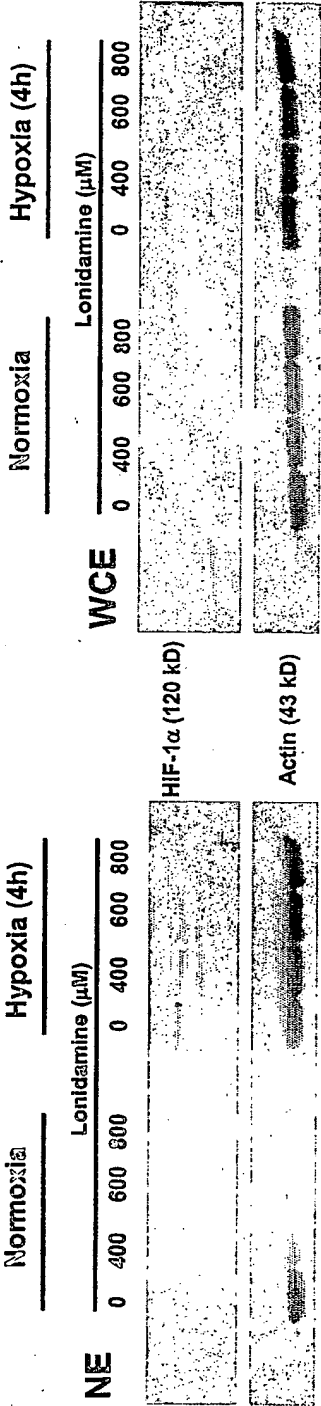 Normoxia
Hypoxia (4h)
Lonidamine (µM)
NE
0 400 600 800
0 400 600 800
HIF-1α (120 kD)
Actin (43 kD)
Normoxia
Hypoxia (4h)
Lonidamine (µM)
WCE
0 400 600 800
0 400 600 800